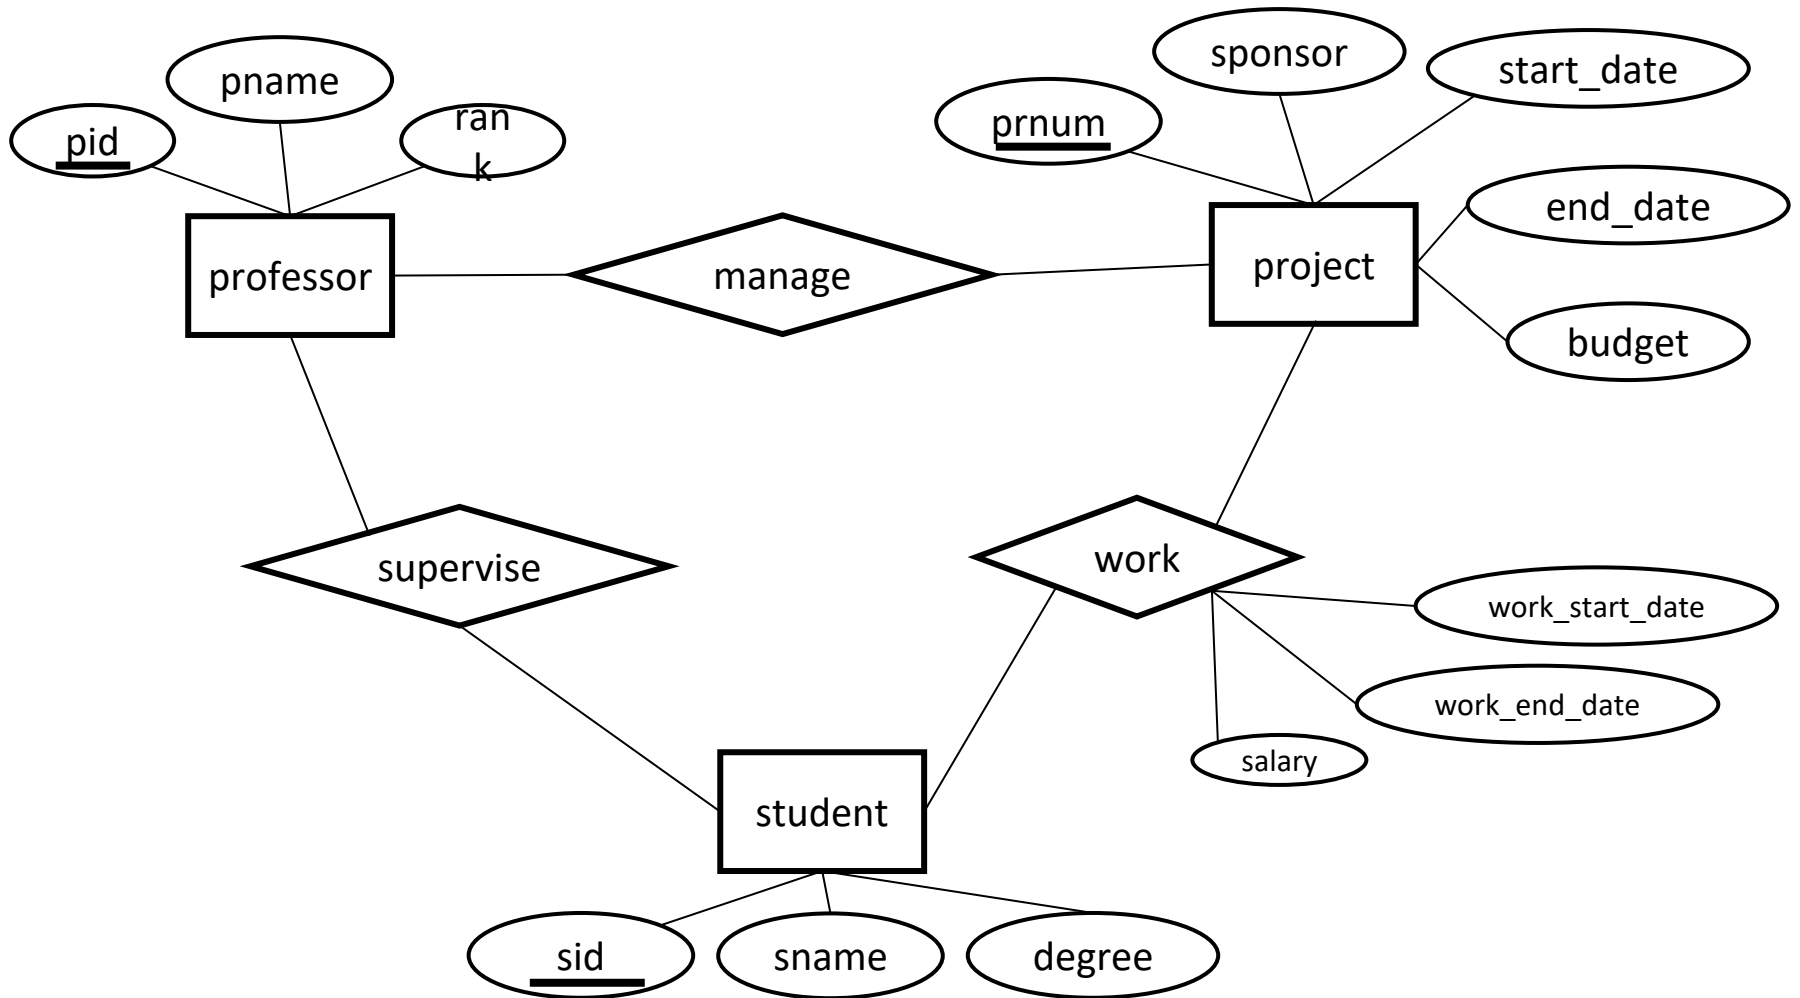 sponsor
start_date
pname
ran
k
prnum
pid
end_date
professor
manage
project
budget
supervise
work
work_start_date
work_end_date
salary
student
sid
sname
degree